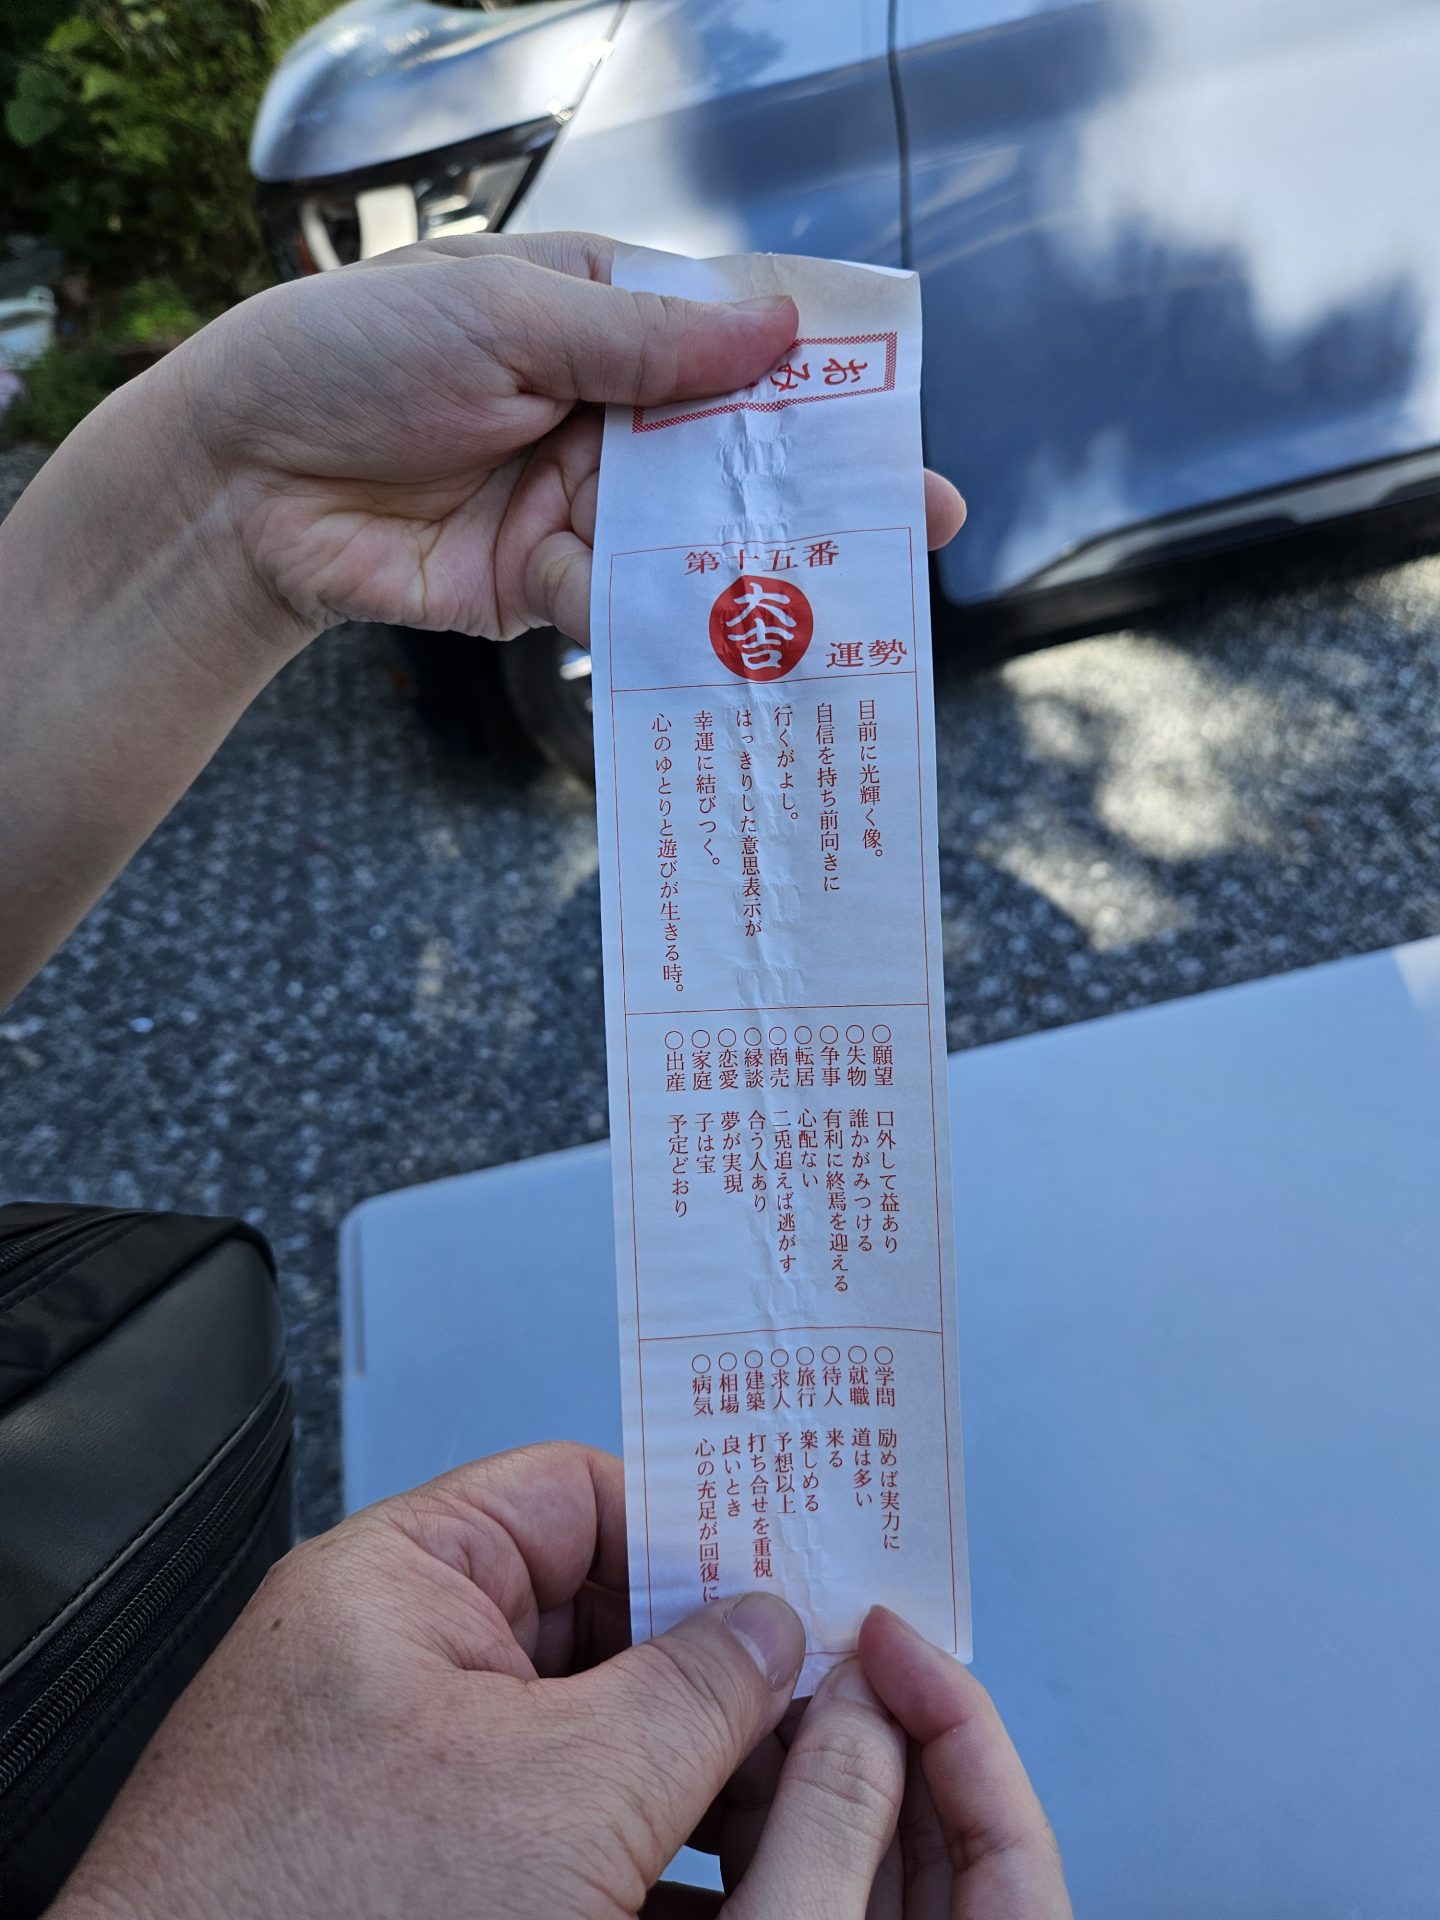 おみ
第十五番
大吉
運勢
目前に光輝く像。
自信を持ち前向きに
行くがよし。
はっきりした意思表示が
幸運に結びつく。
心のゆとりと遊びが生きる時。
○願望 口外して益あり
○失物 誰かがみつける
○争事 有利に終焉を迎える
○転居 心配ない
○商売 二兎追えば逃がす
○縁談 合う人あり
○恋愛 夢が実現
○家庭 子は宝
○出産 予定どおり
○学問 励めば実力に
○就職 道は多い
○待人 来る
○旅行 楽しめる
○求人 予想以上
○建築 打ち合せを重視
○相場 良いとき
○病気 心の充足が回復に